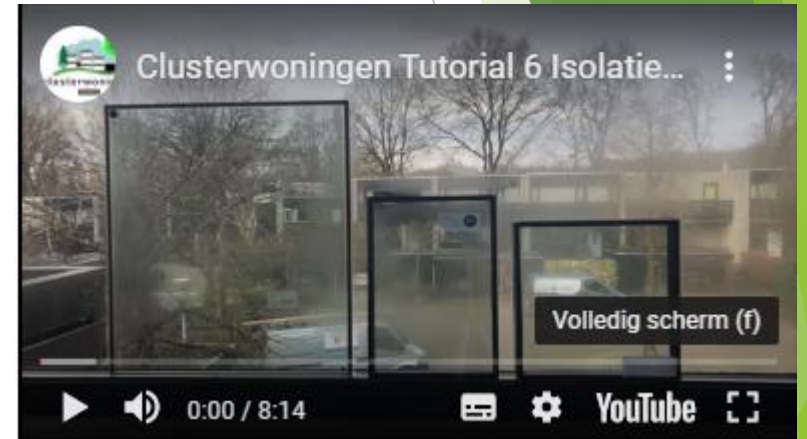 Clusterwoningen Tutorial 6 Isolatie...
Volledig scherm (f)
0:00 / 8:14
YouTube